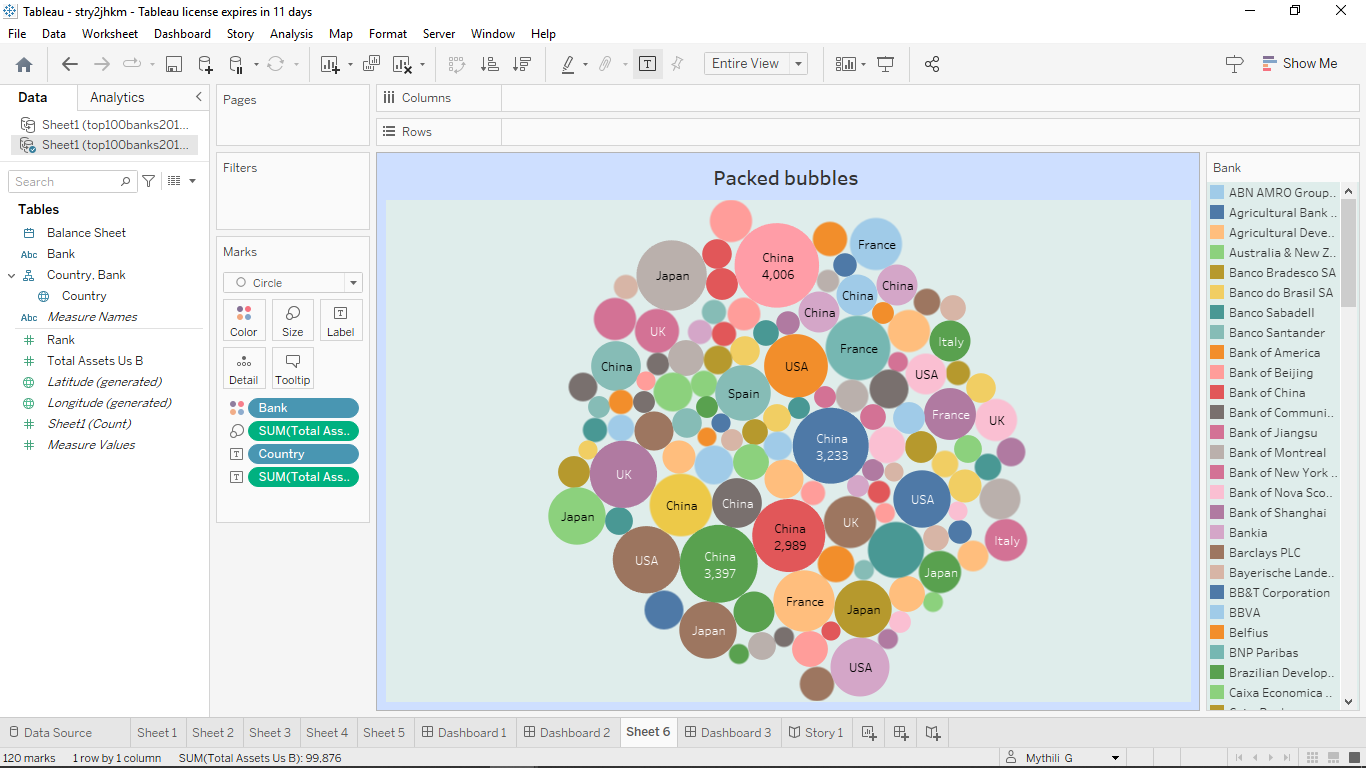 Tableau - stry2jhkm - Tableau license expires in 11 days
File Data Worksheet Dashboard Story Analysis Map Format Server Window Help
Entire View
Show Me
Data Analytics
Sheet1 (top100banks201...
Sheet1 (top100banks201...
Search
Tables
Balance Sheet
Abc Bank
Country, Bank
Country
Abc Measure Names
Rank
Total Assets Us B
Latitude (generated)
Longitude (generated)
Sheet1 (Count)
Measure Values
Pages
Filters
Marks
Circle
Color Size Label
Detail Tooltip
Bank
SUM(Total Ass..
Country
SUM(Total Ass..
Columns
Rows
Packed bubbles
China
4,006
France
Japan
China
China
China
UK
France
Italy
China
USA
USA
Spain
France
UK
China
3,233
UK
China
China
USA
Japan
China
2,989
UK
Italy
USA
China
3,397
Japan
France
Japan
Japan
USA
Bank
ABN AMRO Group..
Agricultural Bank ..
Agricultural Deve..
Australia & New Z..
Banco Bradesco SA
Banco do Brasil SA
Banco Sabadell
Banco Santander
Bank of America
Bank of Beijing
Bank of China
Bank of Communi..
Bank of Jiangsu
Bank of Montreal
Bank of New York ..
Bank of Nova Sco..
Bank of Shanghai
Bankia
Barclays PLC
Bayerische Lande..
BB&T Corporation
BBVA
Belfius
BNP Paribas
Brazilian Develop..
Caixa Economica ..
Data Source Sheet 1 Sheet 2 Sheet 3 Sheet 4 Sheet 5 Dashboard 1 Dashboard 2 Sheet 6 Dashboard 3 Story 1
120 marks 1 row by 1 column SUM(Total Assets Us B): 99,876 Mythili G